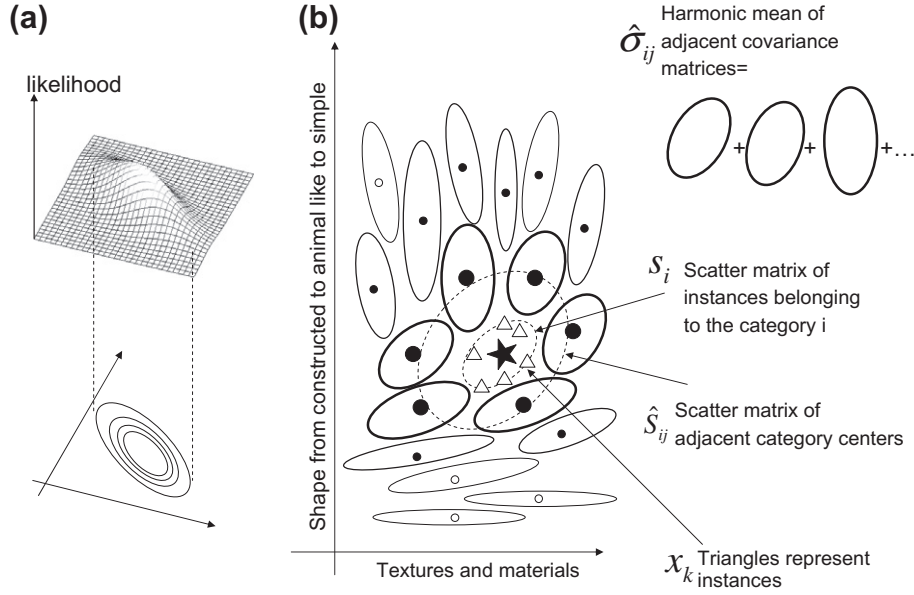 (a)
likelihood
(b)
Shape from constructed to animal like to simple
Textures and materials
σ̂ij
Harmonic mean of
adjacent covariance
matrices=
+ + +...
si
Scatter matrix of
instances belonging
to the category i
ŝij
Scatter matrix of
adjacent category centers
xk
Triangles represent
instances